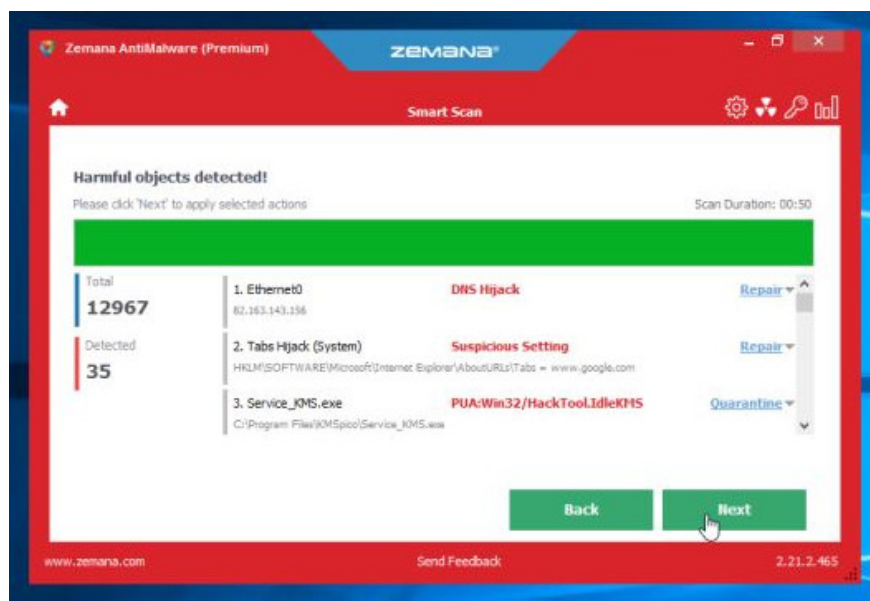 Zemana AntiMalware (Premium)
ZEMANA
Smart Scan
Harmful objects detected!
Please click 'Next' to apply selected actions
Scan Duration: 00:50
Total
12967
Detected
35
1. Ethernet0 DNS Hijack Repair
82.163.143.156
2. Tabs Hijack (System) Suspicious Setting Repair
HKLM\SOFTWARE\Microsoft\Internet Explorer\AboutURLs\Tabs = www.google.com
3. Service_KMS.exe PUA:Win32/HackTool.IdleKMS Quarantine
C:\Program Files\KMSpico\Service_KMS.exe
Back
Next
www.zemana.com
Send Feedback
2.21.2.465